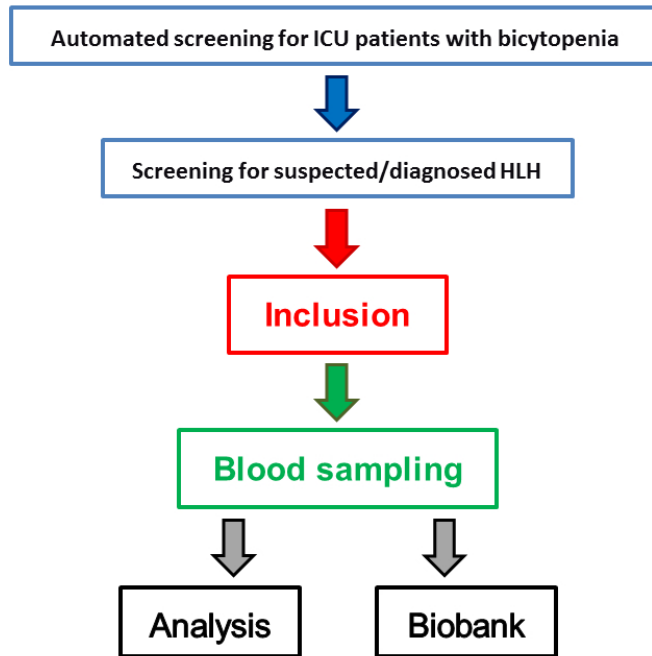 Automated screening for ICU patients with bicytopenia
Screening for suspected/diagnosed HLH
Inclusion
Blood sampling
Analysis
Biobank